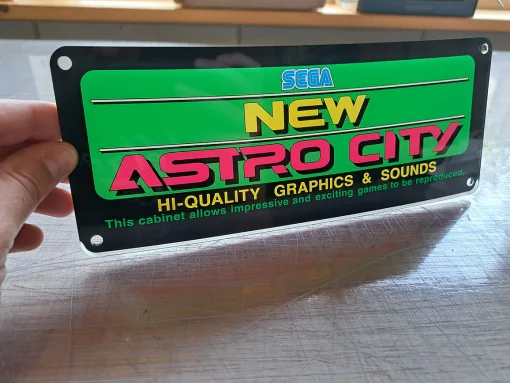 SEGA
NEW
ASTRO CITY
HI-QUALITY GRAPHICS & SOUNDS
This cabinet allows impressive and exciting games to be reproduced.